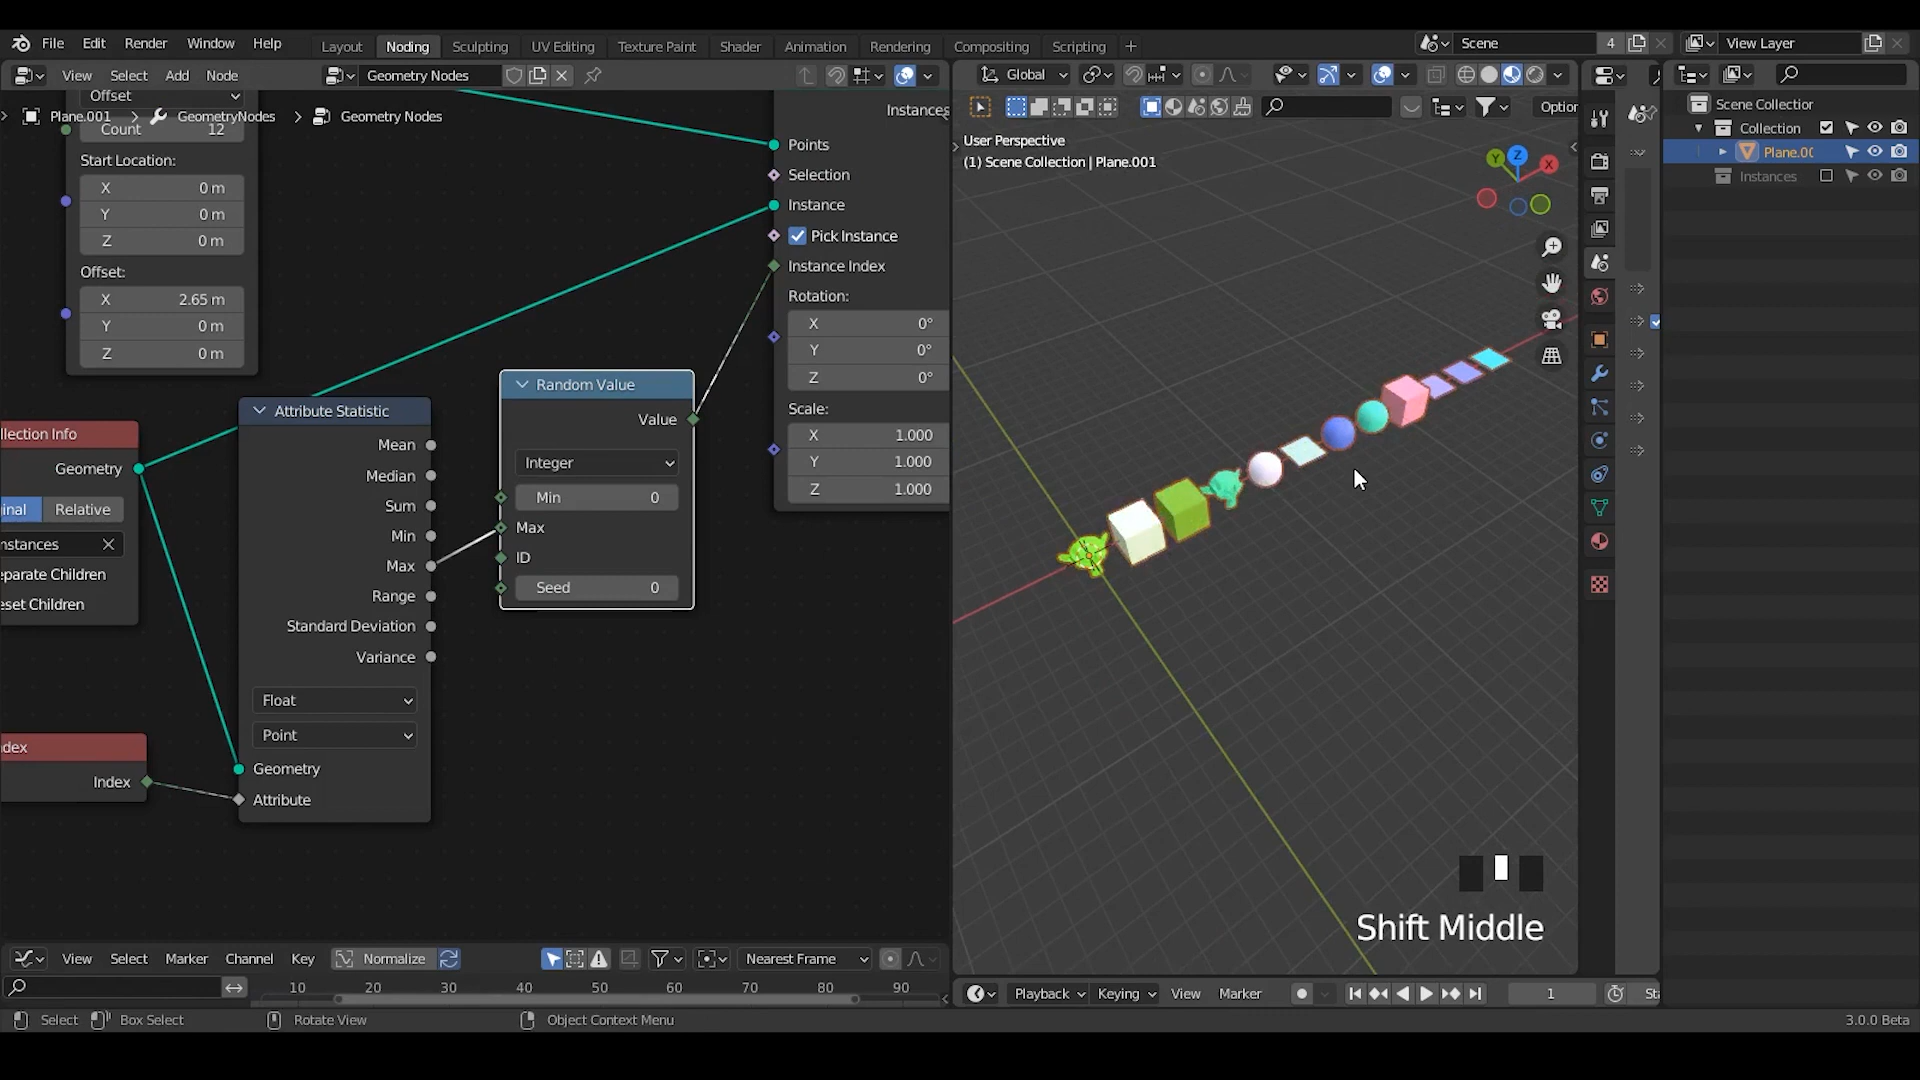 File Edit Render Window Help
Layout Noding Sculpting UV Editing Texture Paint Shader Animation Rendering Compositing Scripting +
Scene 4
View Layer
View Select Add Node
Geometry Nodes
Global
Offset
Plane.001 > GeometryNodes > Geometry Nodes
Count 12
Start Location:
X 0 m
Y 0 m
Z 0 m
Offset:
X 2.65 m
Y 0 m
Z 0 m
Instances
Points
Selection
Instance
Pick Instance
Instance Index
Rotation:
X 0°
Y 0°
Z 0°
Scale:
X 1.000
Y 1.000
Z 1.000
llection Info
Geometry
inal Relative
nstances
eparate Children
eset Children
dex
Index
Attribute Statistic
Mean
Median
Sum
Min
Max
Range
Standard Deviation
Variance
Float
Point
Geometry
Attribute
Random Value
Value
Integer
Min 0
Max
ID
Seed 0
Option
User Perspective
(1) Scene Collection | Plane.001
Y Z X
Shift Middle
Scene Collection
Collection
Plane.00
Instances
View Select Marker Channel Key Normalize Nearest Frame
10 20 30 40 50 60 70 80 90
Playback Keying View Marker 1 Sta
Select Box Select Rotate View Object Context Menu 3.0.0 Beta